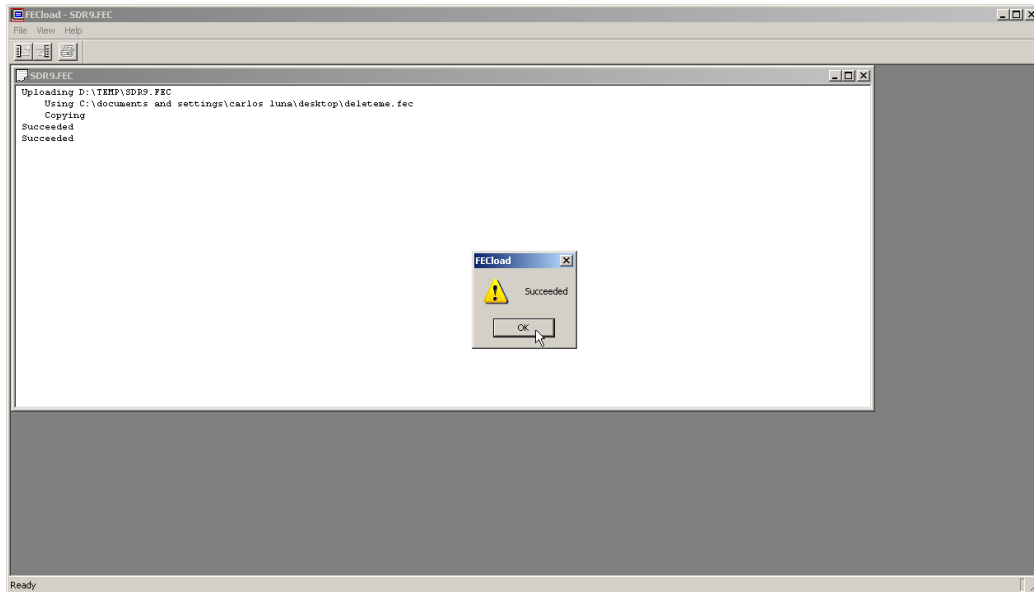 FECload - SDR9.FEC
File View Help
SDR9.FEC
Uploading D:\TEMP\SDR9.FEC
Using C:\documents and settings\carlos luna\desktop\deleteme.fec
Copying
Succeeded
Succeeded
FECload
Succeeded
OK
Ready